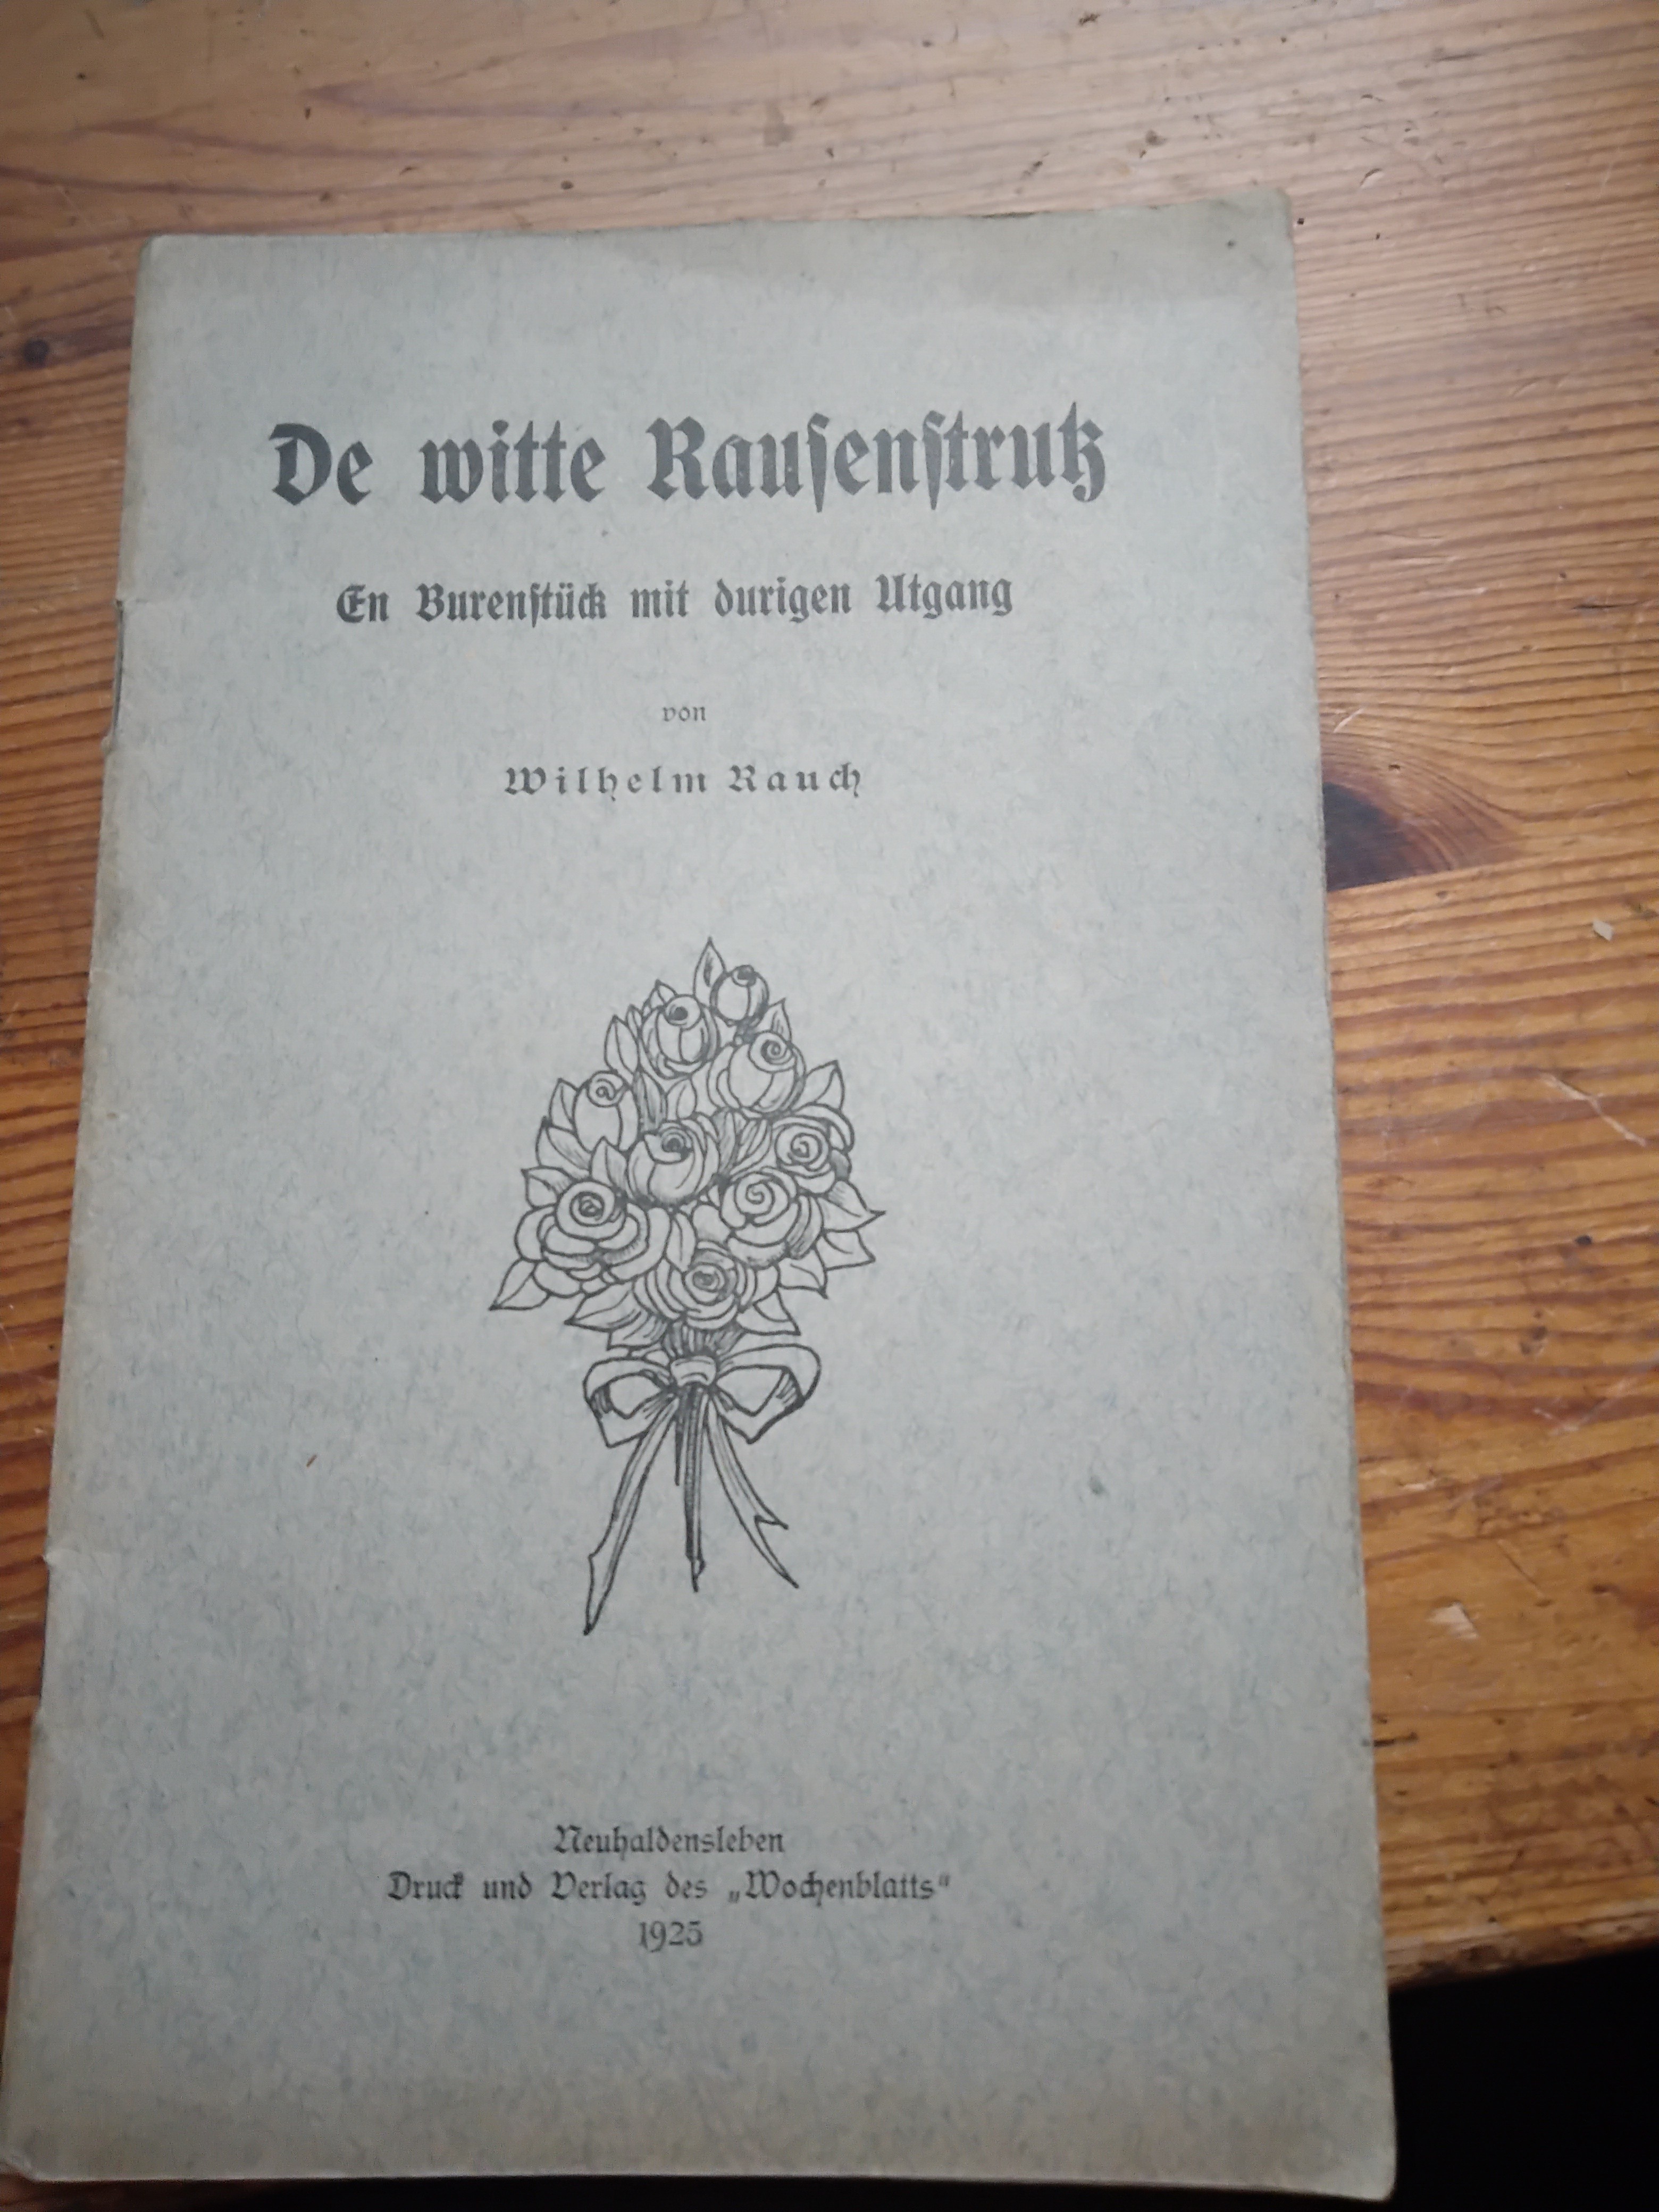 De witte Rauſenſtrutz
En Burenſtück mit durigen Utgang
von
Wilhelm Rauch
Neuhaldensleben
Druck und Verlag des „Wochenblatts“
1925